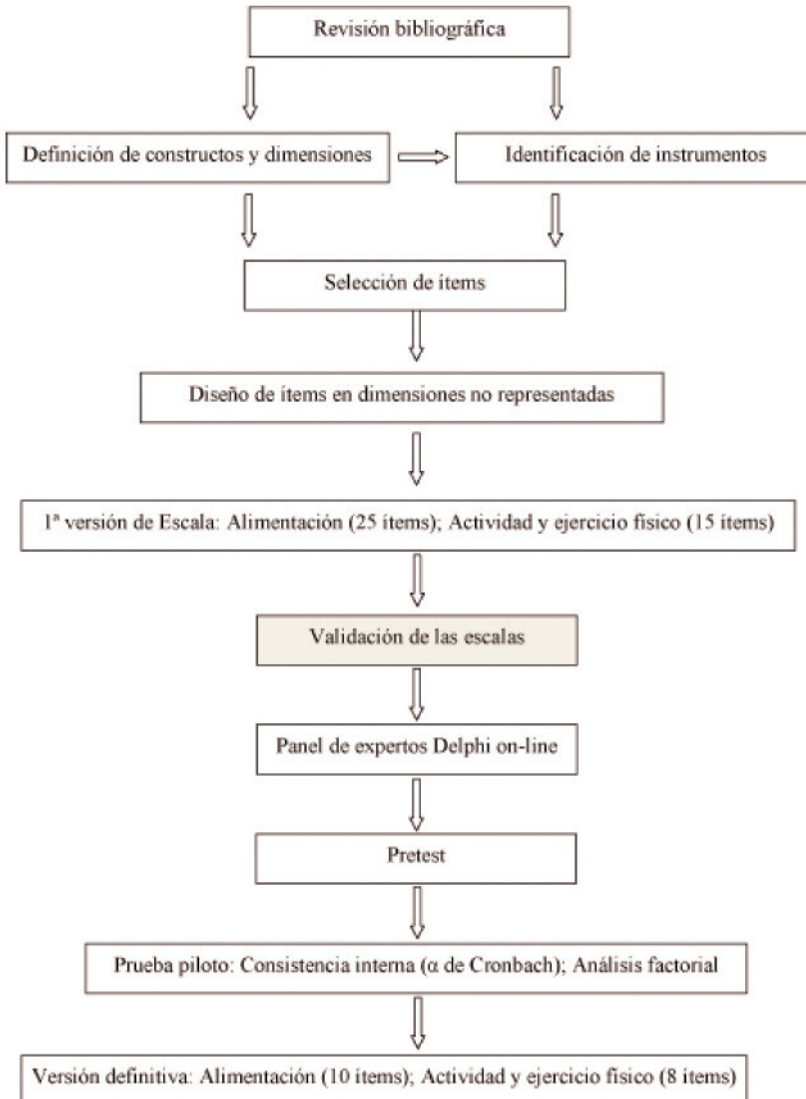 Revisión bibliográfica
Definición de constructos y dimensiones
Identificación de instrumentos
Selección de ítems
Diseño de ítems en dimensiones no representadas
1ª versión de Escala: Alimentación (25 ítems); Actividad y ejercicio físico (15 ítems)
Validación de las escalas
Panel de expertos Delphi on-line
Pretest
Prueba piloto: Consistencia interna (α de Cronbach); Análisis factorial
Versión definitiva: Alimentación (10 ítems); Actividad y ejercicio físico (8 ítems)